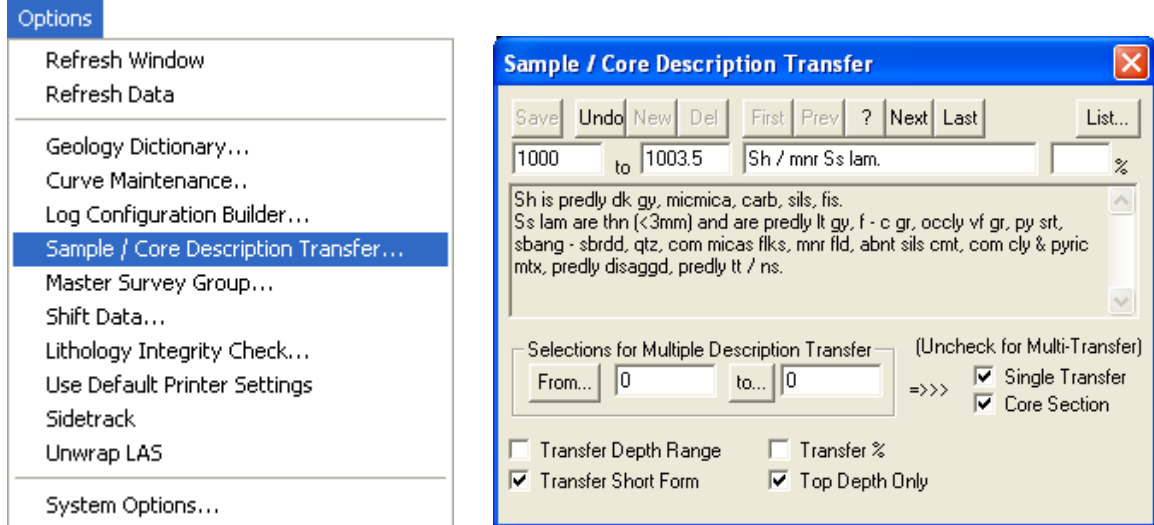 Options
Refresh Window
Refresh Data
Geology Dictionary...
Curve Maintenance..
Log Configuration Builder...
Sample / Core Description Transfer...
Master Survey Group...
Shift Data...
Lithology Integrity Check...
Use Default Printer Settings
Sidetrack
Unwrap LAS
System Options...
Sample / Core Description Transfer
Save Undo New Del First Prev ? Next Last List...
1000 to 1003.5 Sh / mnr Ss lam. %
Sh is predly dk gy, micmica, carb, sils, fis.
Ss lam are thn (<3mm) and are predly lt gy, f - c gr, occly vf gr, py srt,
sbang - sbrdd, qtz, com micas flks, mnr fld, abnt sils cmt, com cly & pyric
mtx, predly disaggd, predly tt / ns.
Selections for Multiple Description Transfer (Uncheck for Multi-Transfer)
From... 0 to... 0 =>>> Single Transfer
Core Section
Transfer Depth Range Transfer %
Transfer Short Form Top Depth Only